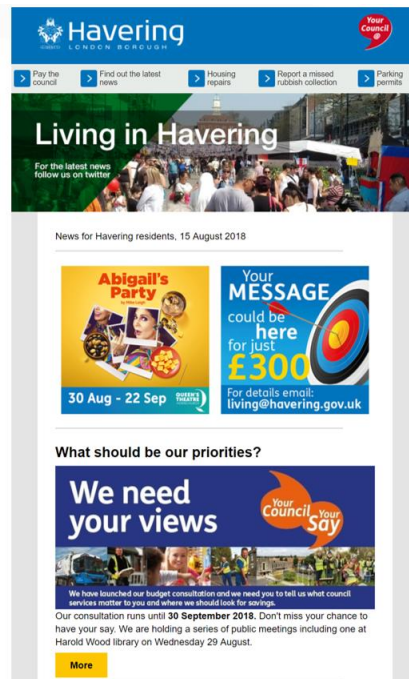 Havering
LONDON BOROUGH
Your
Council
Pay the
council
Find out the latest
news
Housing
repairs
Report a missed
rubbish collection
Parking
permits
Living in Havering
For the latest news
follow us on twitter
News for Havering residents, 15 August 2018
Abigail's
Party
by Mike Leigh
30 Aug - 22 Sep
QUEEN'S
THEATRE
Your
MESSAGE
could be
here
for just
£300
For details email:
living@havering.gov.uk
What should be our priorities?
We need
your views
Your
Council Your
Say
We have launched our budget consultation and we need you to tell us what council
services matter to you and where we should look for savings.
Our consultation runs until 30 September 2018. Don't miss your chance to
have your say. We are holding a series of public meetings including one at
Harold Wood library on Wednesday 29 August.
More